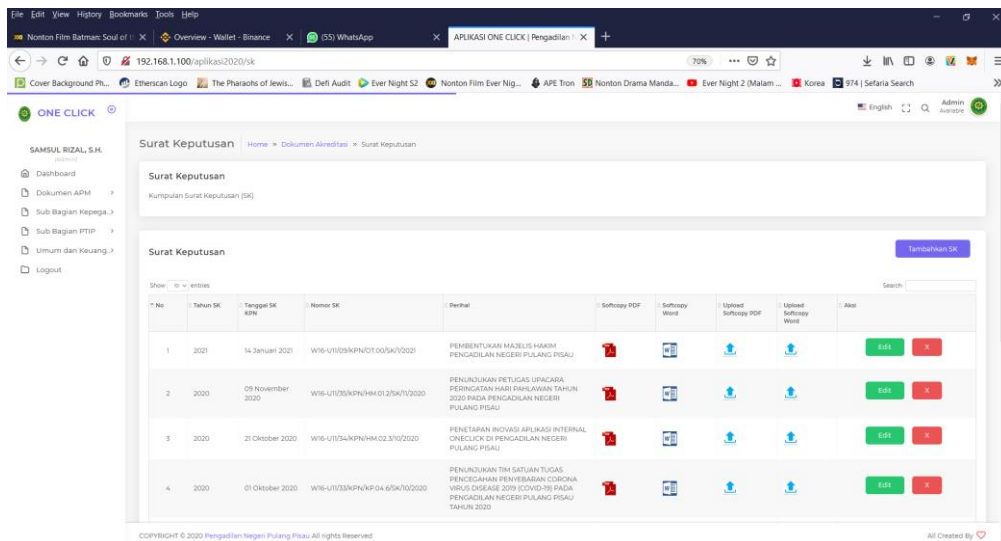 File Edit View History Bookmarks Tools Help
Nonton Film Batman: Soul of t
Overview - Wallet - Binance
(55) WhatsApp
APLIKASI ONE CLICK | Pengadilan
192.168.1.100/aplikasi2020/sk
70%
Cover Background Ph... Etherscan Logo The Pharaohs of Jewis... Defi Audit Ever Night S2 Nonton Film Ever Nig... APE Tron Nonton Drama Manda... Ever Night 2 (Malam ... Korea 974 | Sefaria Search
ONE CLICK
English
Admin
Available
SAMSUL RIZAL, S.H.
Dashboard
Dokumen APM
Sub Bagian Kepega..
Sub Bagian PTIP
Umum dan Keuang..
Logout
Surat Keputusan
Home » Dokumen Akreditasi » Surat Keputusan
Surat Keputusan
Kumpulan Surat Keputusan (SK)
Surat Keputusan
Tambahkan SK
Show 10 entries
Search:
No Tahun SK Tanggal SK KPN Nomor SK Perihal Softcopy PDF Softcopy Word Upload Softcopy PDF Upload Softcopy Word Aksi
1 2021 14 Januari 2021 W16-U11/09/KPN/OT.00/SK/1/2021
PEMBENTUKAN MAJELIS HAKIM
PENGADILAN NEGERI PULANG PISAU
Edit X
2 2020 09 November 2020 W16-U11/35/KPN/HM.01.2/SK/11/2020
PENUNJUKAN PETUGAS UPACARA
PERINGATAN HARI PAHLAWAN TAHUN
2020 PADA PENGADILAN NEGERI
PULANG PISAU
Edit X
3 2020 21 Oktober 2020 W16-U11/34/KPN/HM.02.3/10/2020
PENETAPAN INOVASI APLIKASI INTERNAL
ONECLICK DI PENGADILAN NEGERI
PULANG PISAU
Edit X
4 2020 01 Oktober 2020 W16-U11/33/KPN/KP.04.6/SK/10/2020
PENUNJUKAN TIM SATUAN TUGAS
PENCEGAHAN PENYEBARAN CORONA
VIRUS DISEASE 2019 (COVID-19) PADA
PENGADILAN NEGERI PULANG PISAU
TAHUN 2020
Edit X
COPYRIGHT © 2020 Pengadilan Negeri Pulang Pisau All rights Reserved
All Created By